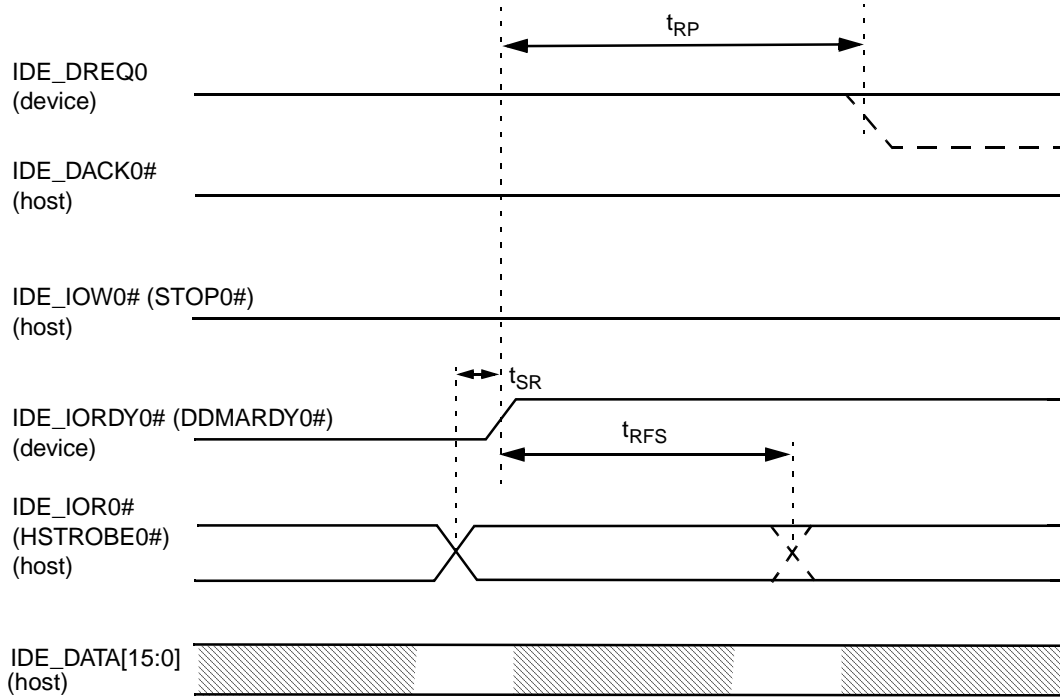 tRP
IDE_DREQ0
(device)
IDE_DACK0#
(host)
IDE_IOW0# (STOP0#)
(host)
tSR
IDE_IORDY0# (DDMARDY0#)
(device)
tRFS
IDE_IOR0#
(HSTROBE0#)
(host)
IDE_DATA[15:0]
(host)